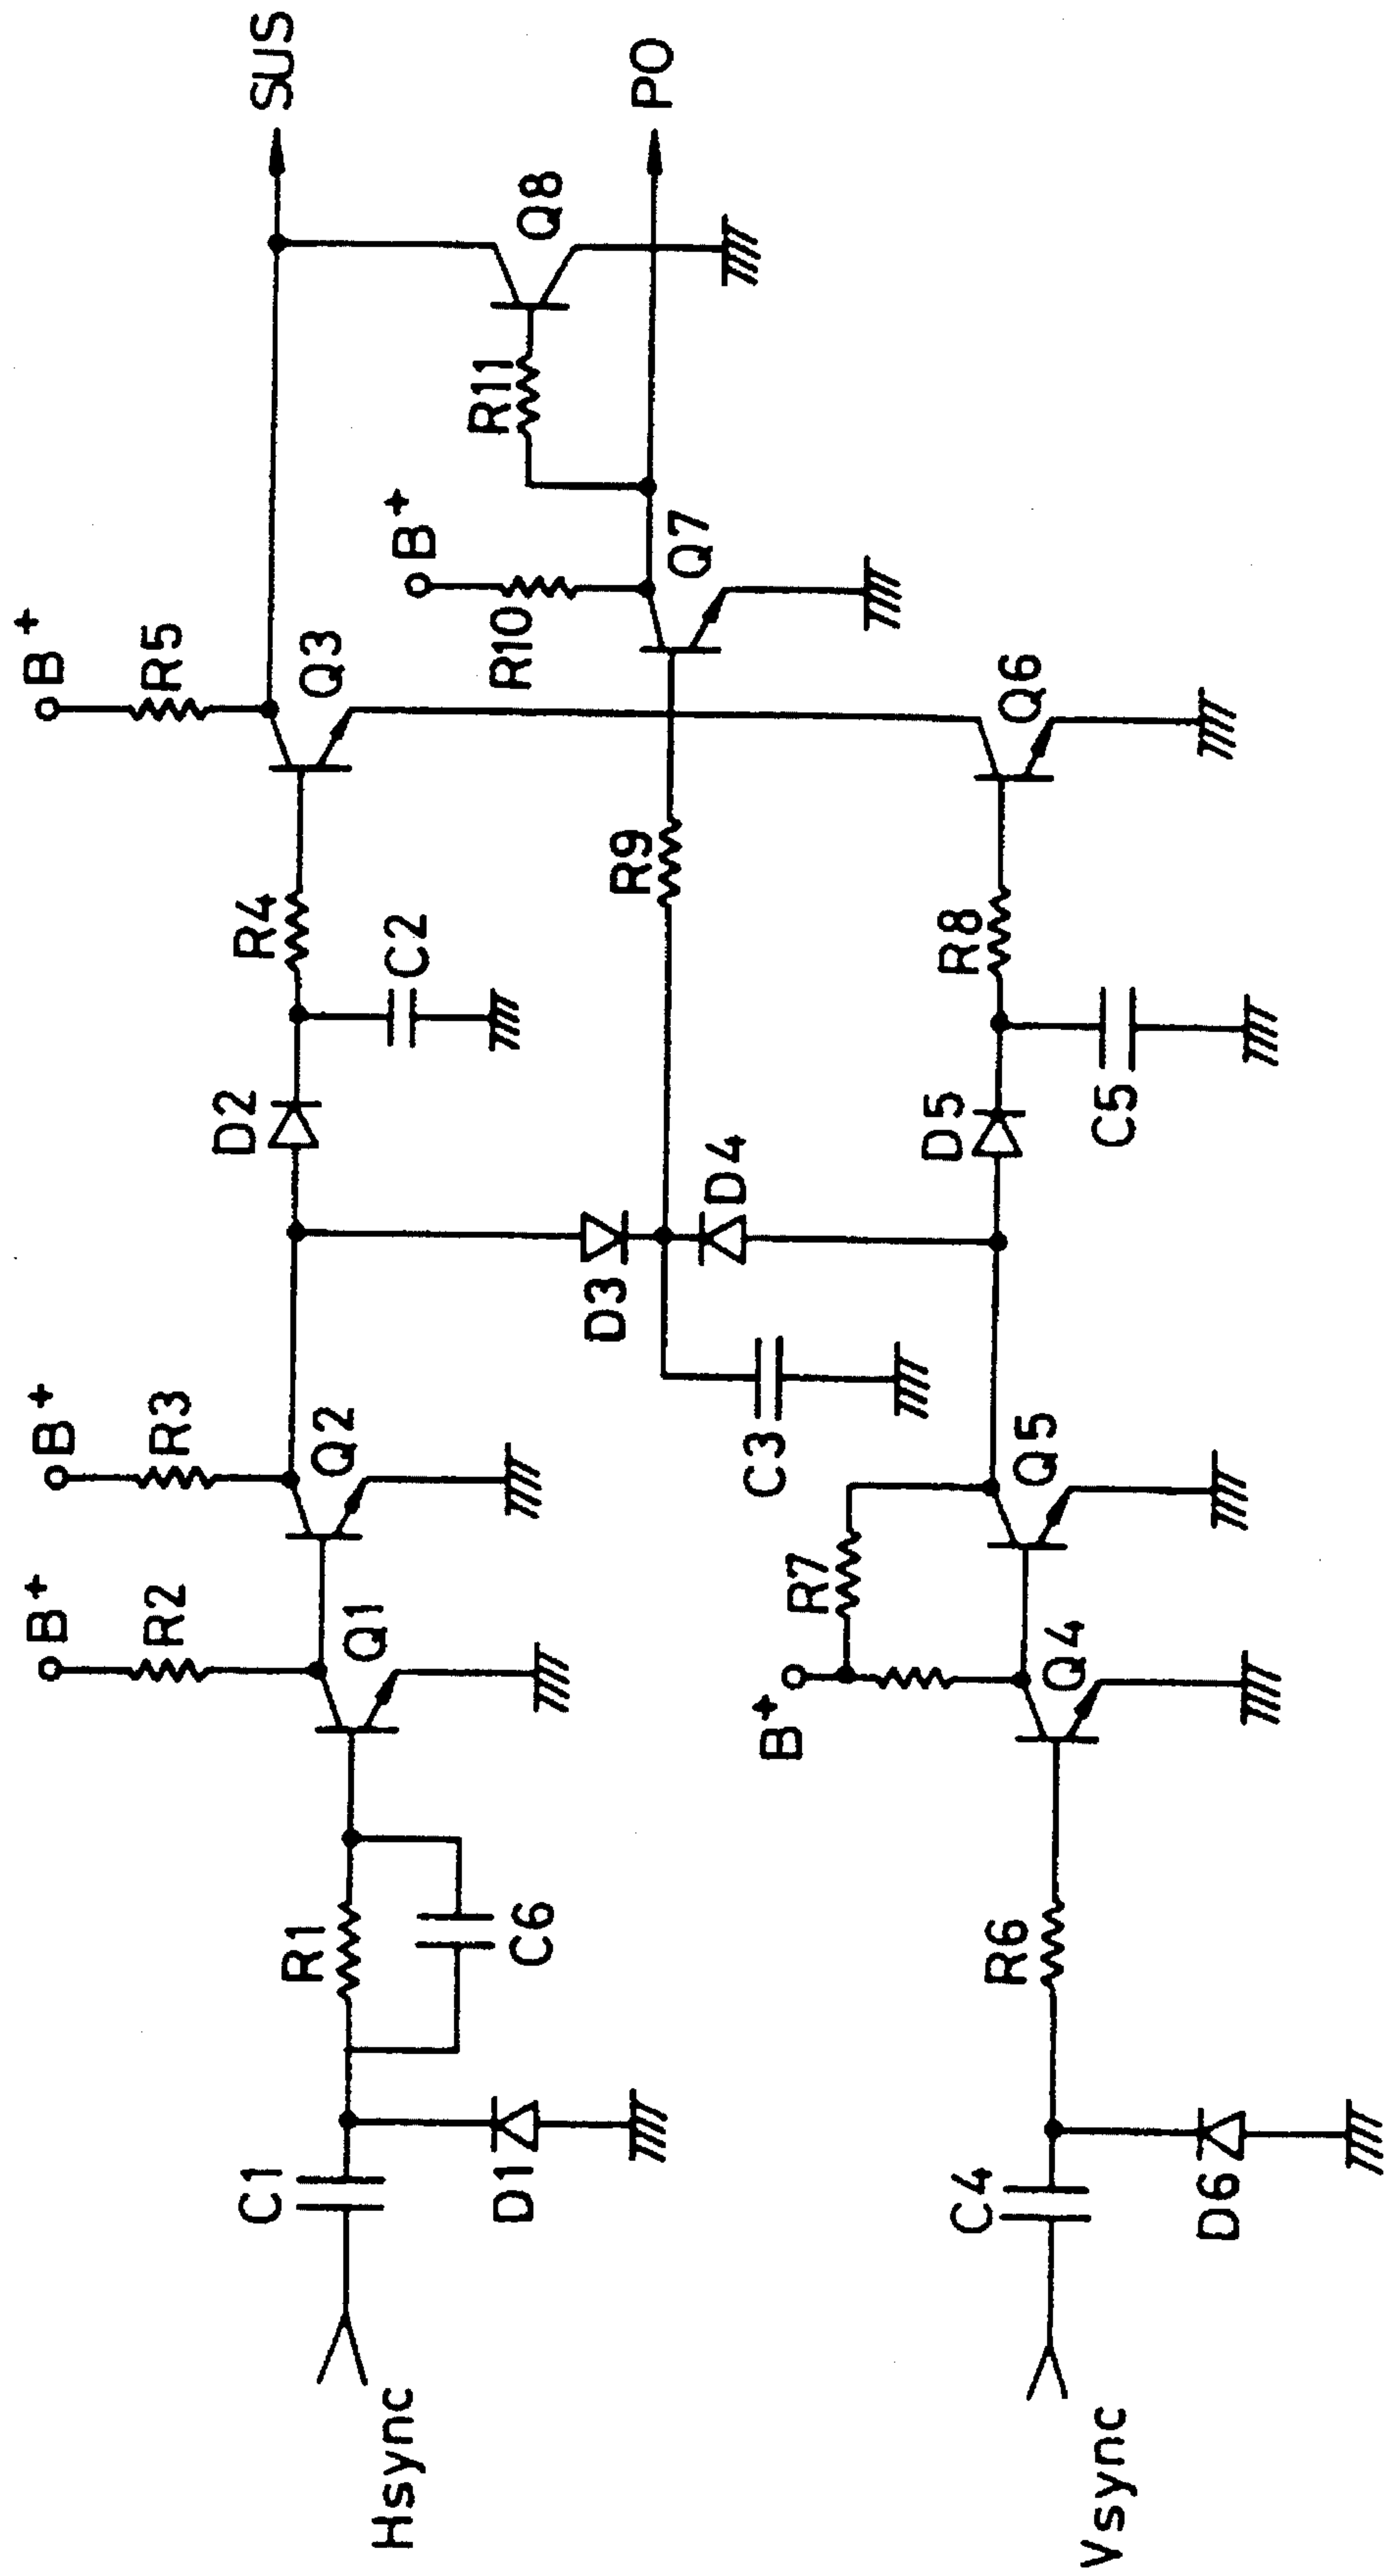 B+
B+
B+
SUS
R2
R3
R5
Q1
Q2
D2
R4
Q3
C2
C1
R1
C6
D1
Hsync
B+
R10
R11
Q8
PO
D3
R9
Q7
D4
C3
B+
R7
Q4
Q5
D5
R8
Q6
C5
C4
R6
D6
Vsync